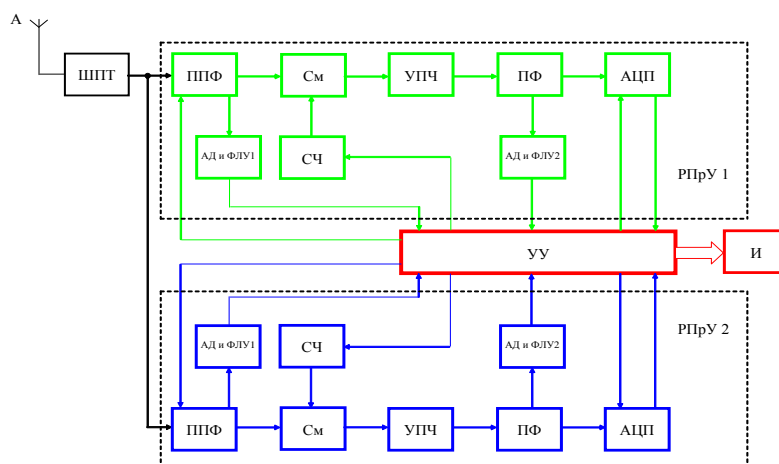 А
ШПТ
ППФ
См
УПЧ
ПФ
АЦП
АД и ФЛУ1
СЧ
АД и ФЛУ2
РПрУ 1
УУ
И
АД и ФЛУ1
СЧ
АД и ФЛУ2
РПрУ 2
ППФ
См
УПЧ
ПФ
АЦП